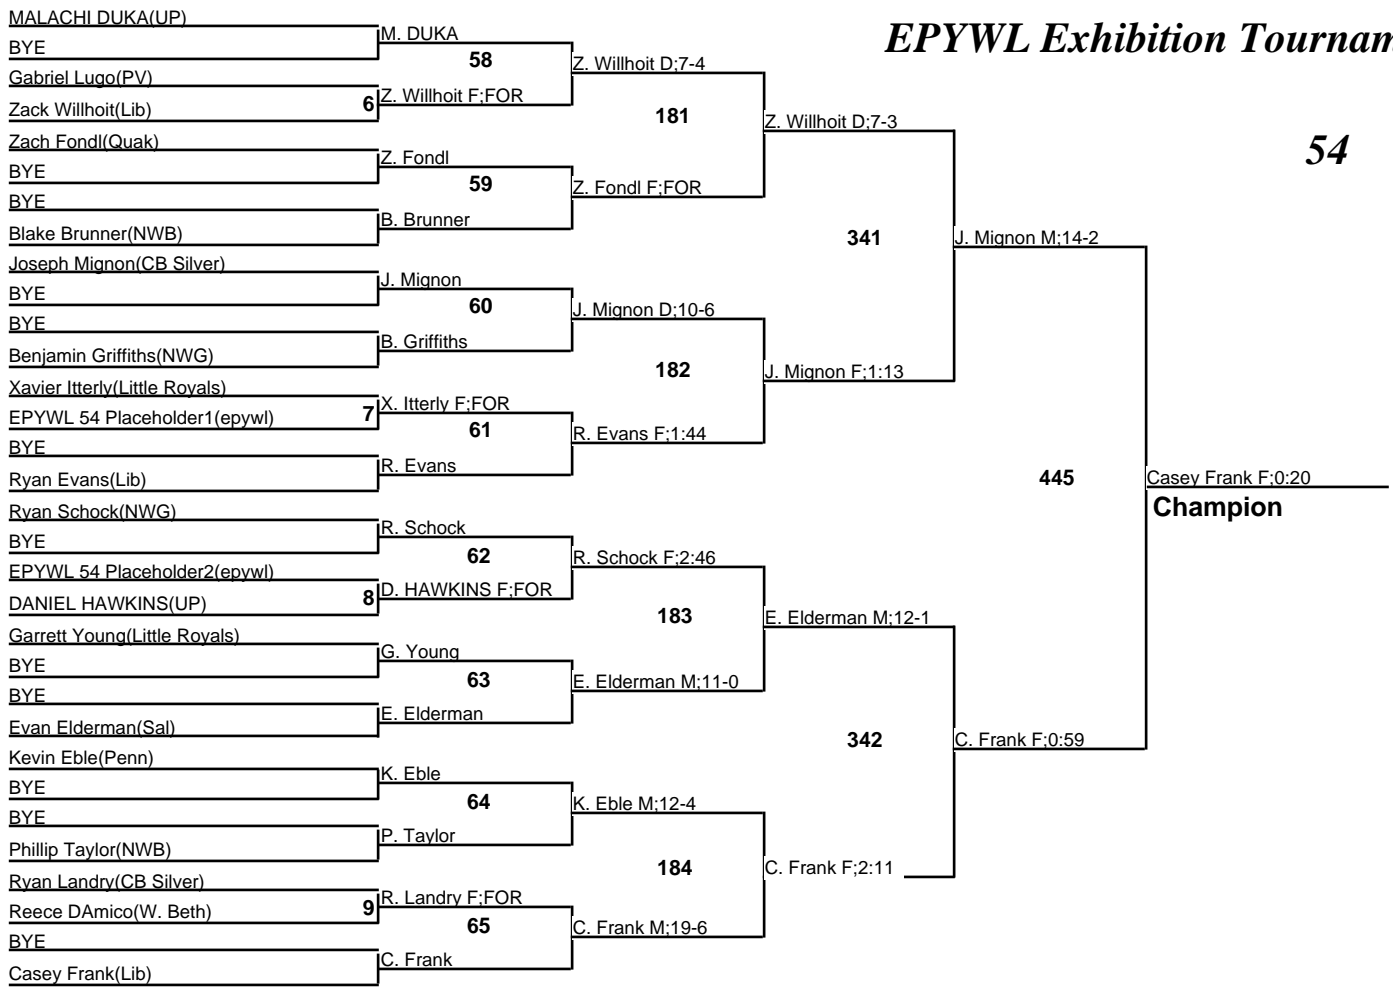 EPYWL Exhibition Tournam
54
MALACHI DUKA(UP)
BYE
Gabriel Lugo(PV)
Zack Willhoit(Lib)
Zach Fondl(Quak)
BYE
BYE
Blake Brunner(NWB)
Joseph Mignon(CB Silver)
BYE
BYE
Benjamin Griffiths(NWG)
Xavier Itterly(Little Royals)
EPYWL 54 Placeholder1(epywl)
BYE
Ryan Evans(Lib)
Ryan Schock(NWG)
BYE
EPYWL 54 Placeholder2(epywl)
DANIEL HAWKINS(UP)
Garrett Young(Little Royals)
BYE
BYE
Evan Elderman(Sal)
Kevin Eble(Penn)
BYE
BYE
Phillip Taylor(NWB)
Ryan Landry(CB Silver)
Reece DAmico(W. Beth)
BYE
Casey Frank(Lib)
6
7
8
9
M. DUKA
58
Z. Willhoit F;FOR
Z. Fondl
59
B. Brunner
J. Mignon
60
B. Griffiths
X. Itterly F;FOR
61
R. Evans
R. Schock
62
D. HAWKINS F;FOR
G. Young
63
E. Elderman
K. Eble
64
P. Taylor
R. Landry F;FOR
65
C. Frank
Z. Willhoit D;7-4
181
Z. Fondl F;FOR
J. Mignon D;10-6
182
R. Evans F;1:44
R. Schock F;2:46
183
E. Elderman M;11-0
K. Eble M;12-4
184
C. Frank M;19-6
Z. Willhoit D;7-3
341
J. Mignon F;1:13
E. Elderman M;12-1
342
C. Frank F;2:11
J. Mignon M;14-2
445
C. Frank F;0:59
Casey Frank F;0:20
Champion